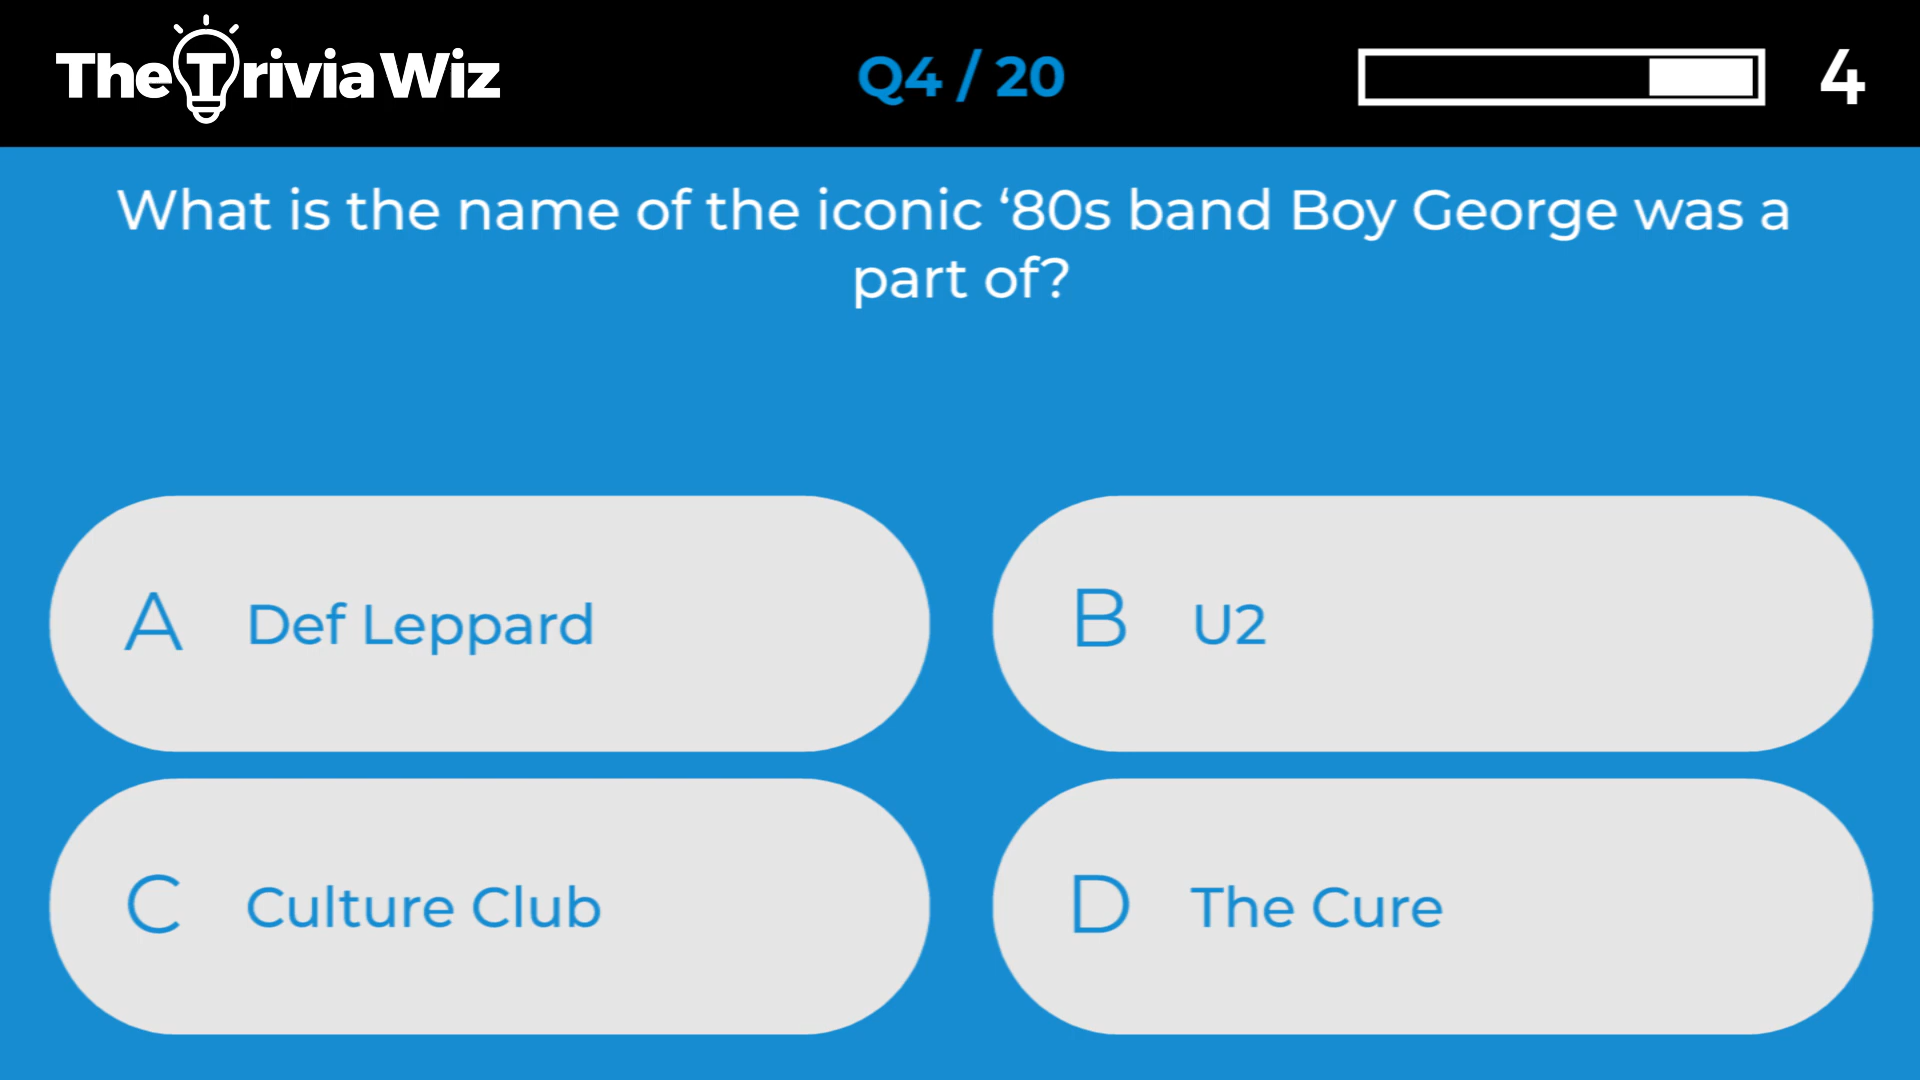 The Trivia Wiz
Q4 / 20
4
What is the name of the iconic ‘80s band Boy George was a
part of?
A Def Leppard
B U2
C Culture Club
D The Cure